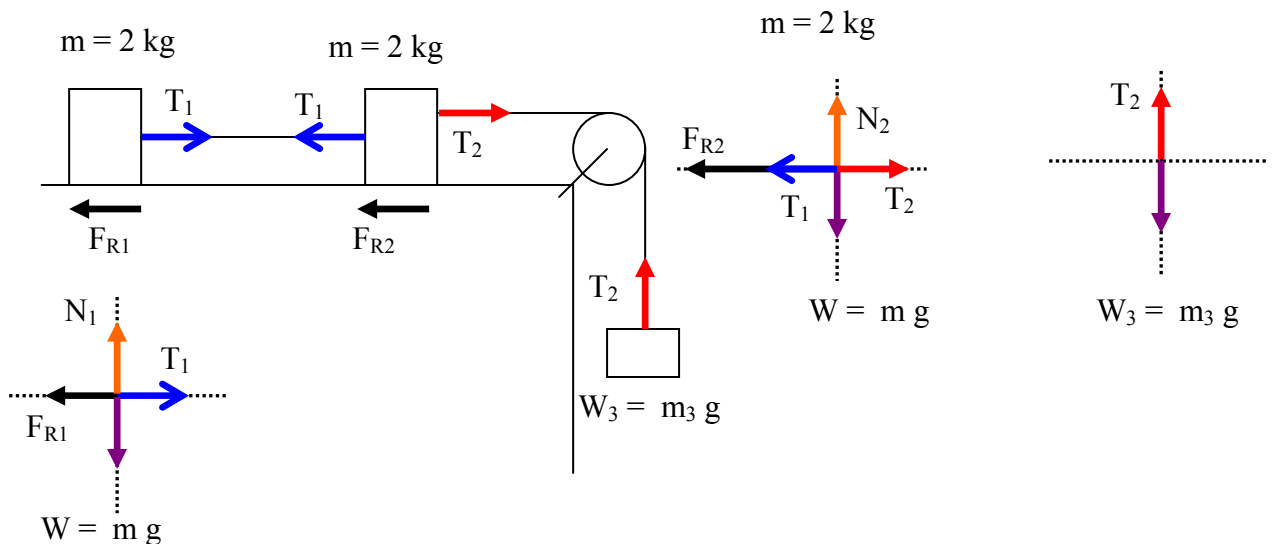 m = 2 kg
m = 2 kg
T1
T1
T2
FR1
FR2
T2
W3 = m3 g
N1
T1
FR1
W = m g
m = 2 kg
N2
FR2
T1
T2
W = m g
T2
W3 = m3 g